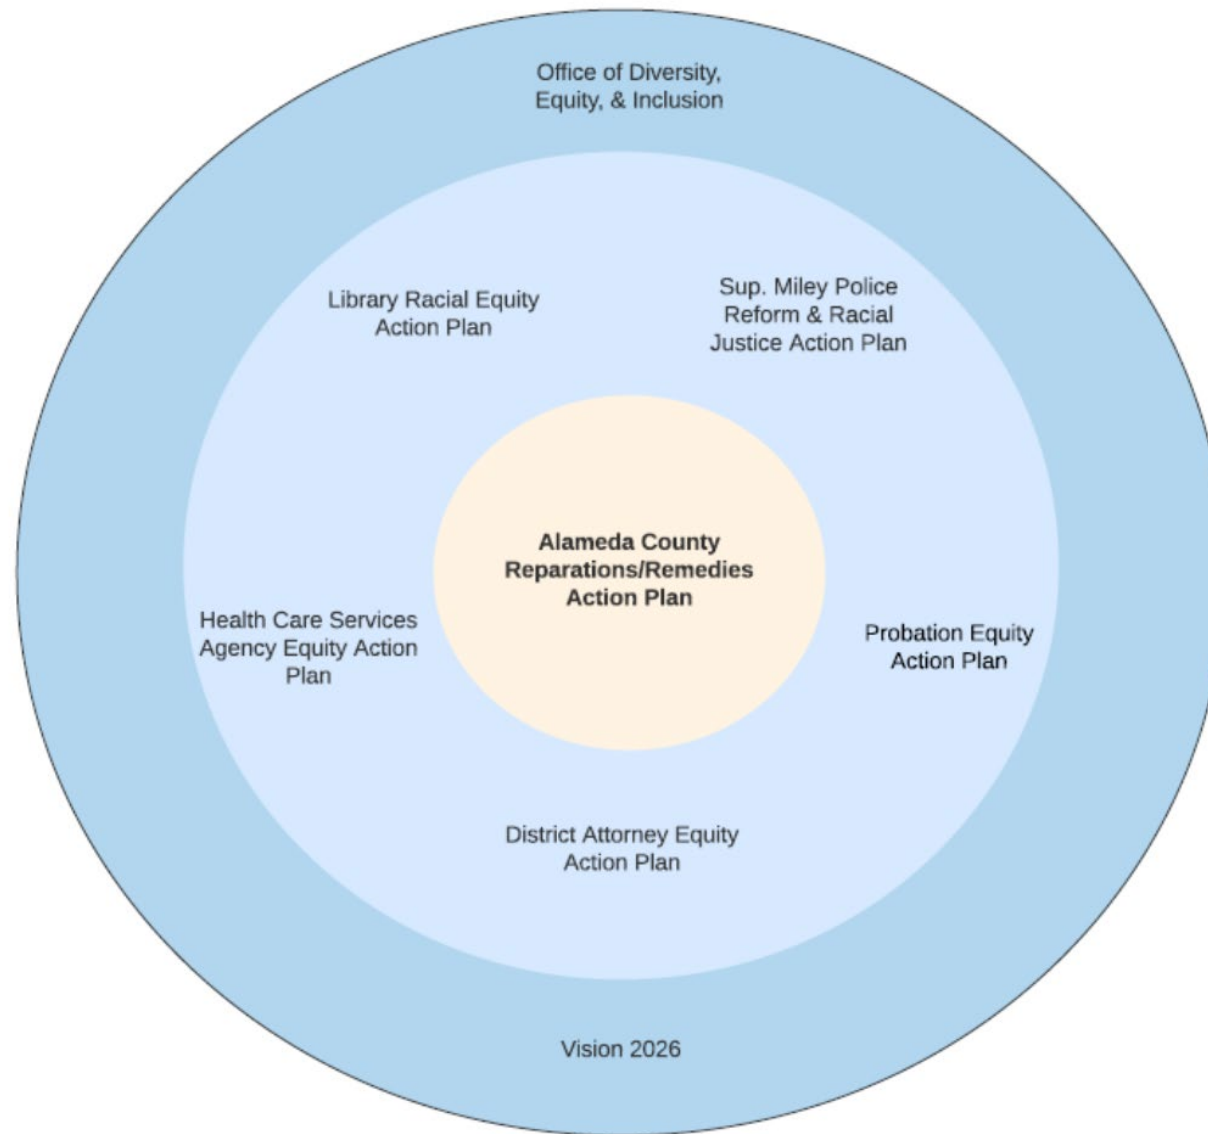 Office of Diversity,
Equity, & Inclusion
Library Racial Equity
Action Plan
Sup. Miley Police
Reform & Racial
Justice Action Plan
Alameda County
Reparations/Remedies
Action Plan
Health Care Services
Agency Equity Action
Plan
Probation Equity
Action Plan
District Attorney Equity
Action Plan
Vision 2026